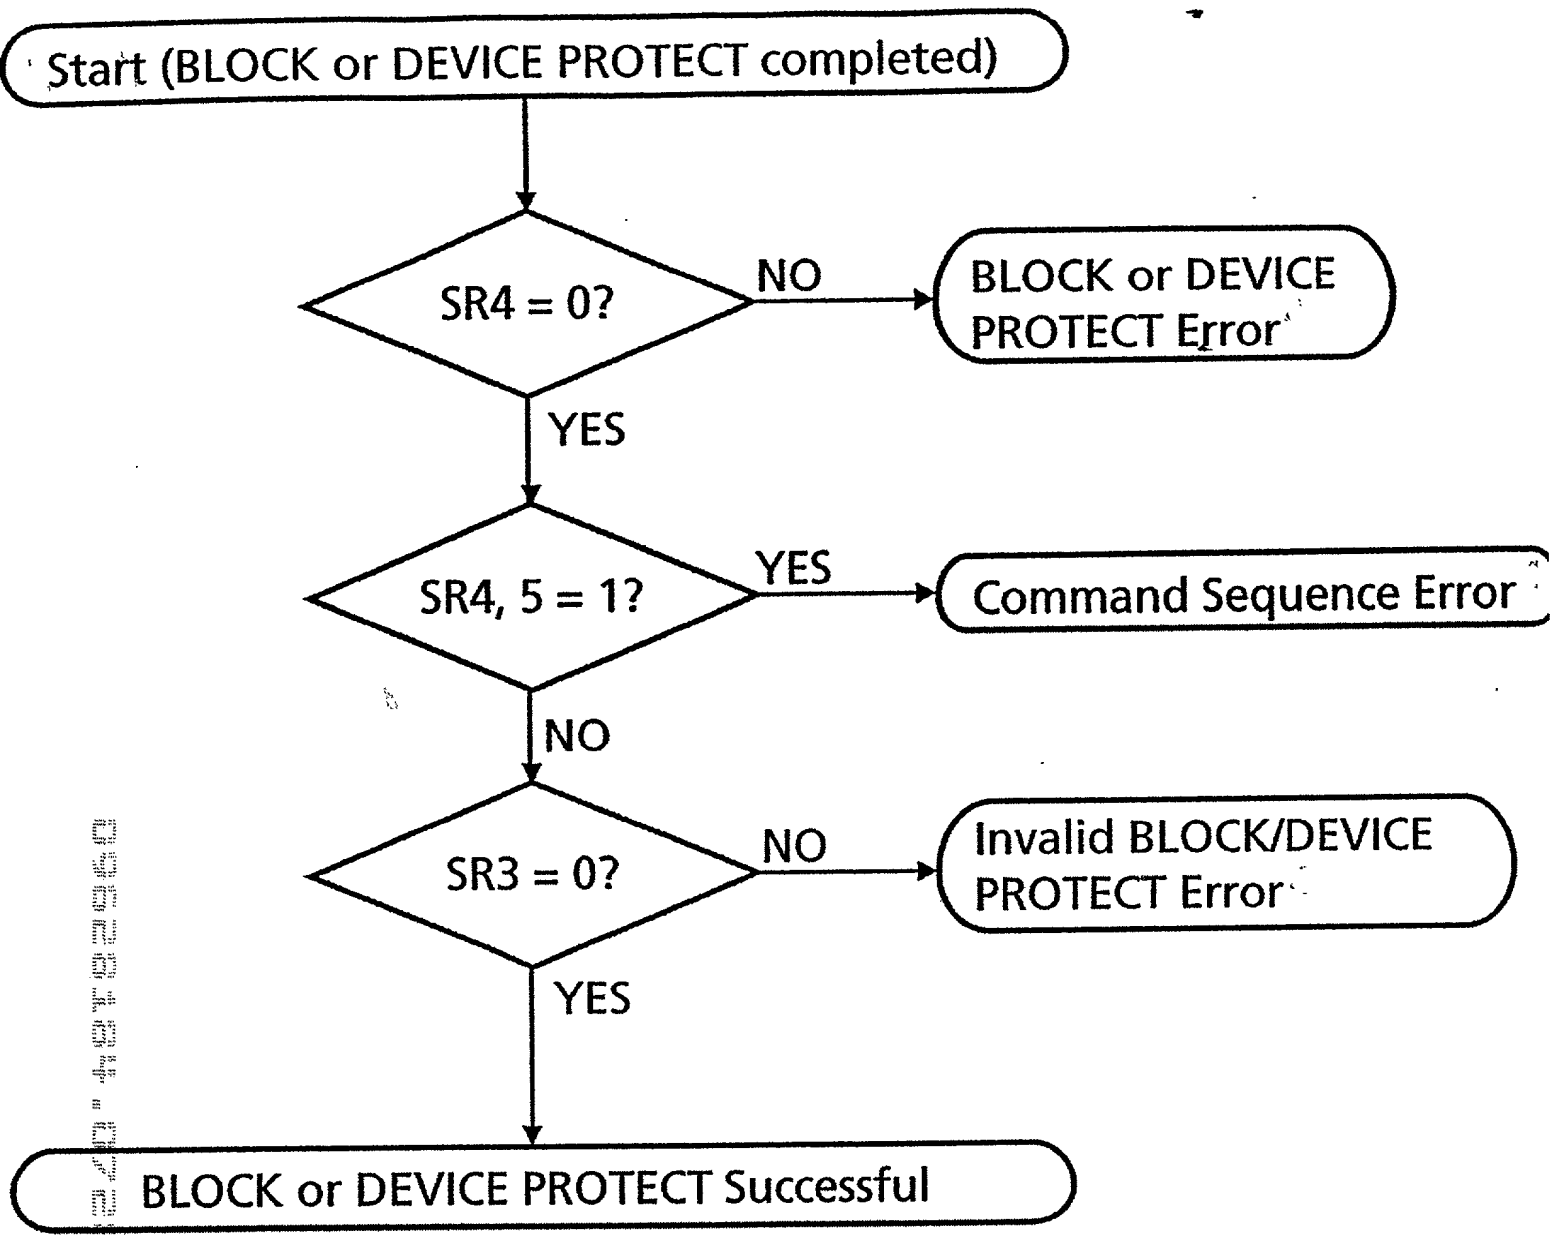 Start (BLOCK or DEVICE PROTECT completed)
SR4 = 0?
NO
BLOCK or DEVICE
PROTECT Error
YES
SR4, 5 = 1?
YES
Command Sequence Error
NO
SR3 = 0?
NO
Invalid BLOCK/DEVICE
PROTECT Error
YES
BLOCK or DEVICE PROTECT Successful